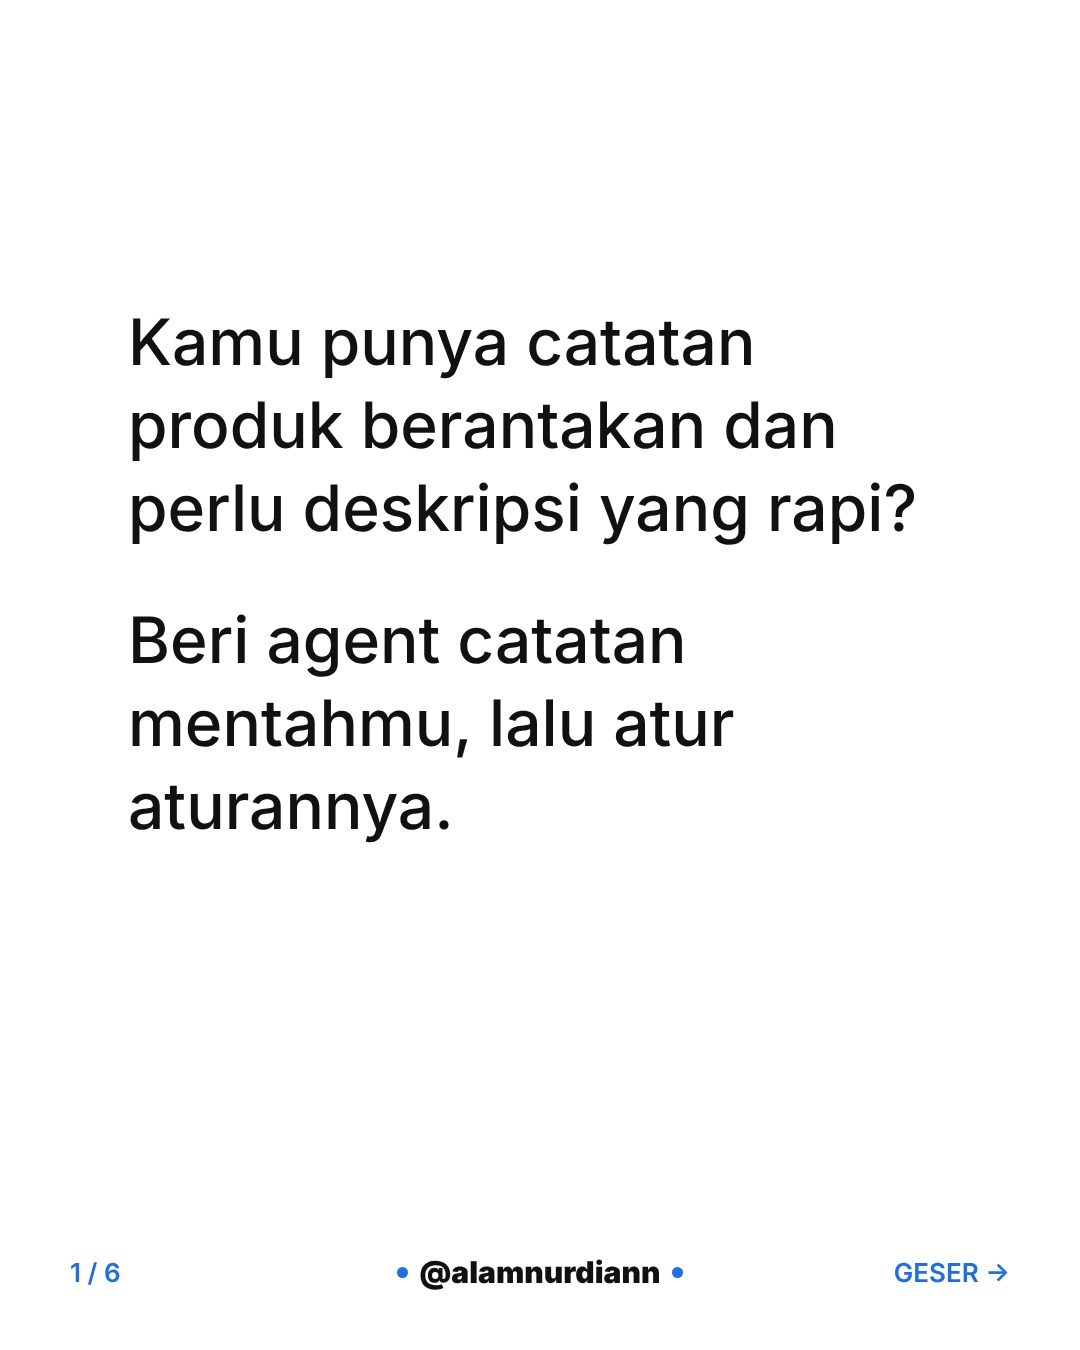 Kamu punya catatan
produk berantakan dan
perlu deskripsi yang rapi?
Beri agent catatan
mentahmu, lalu atur
aturannya.
1 / 6
• @alamnurdiann •
GESER →